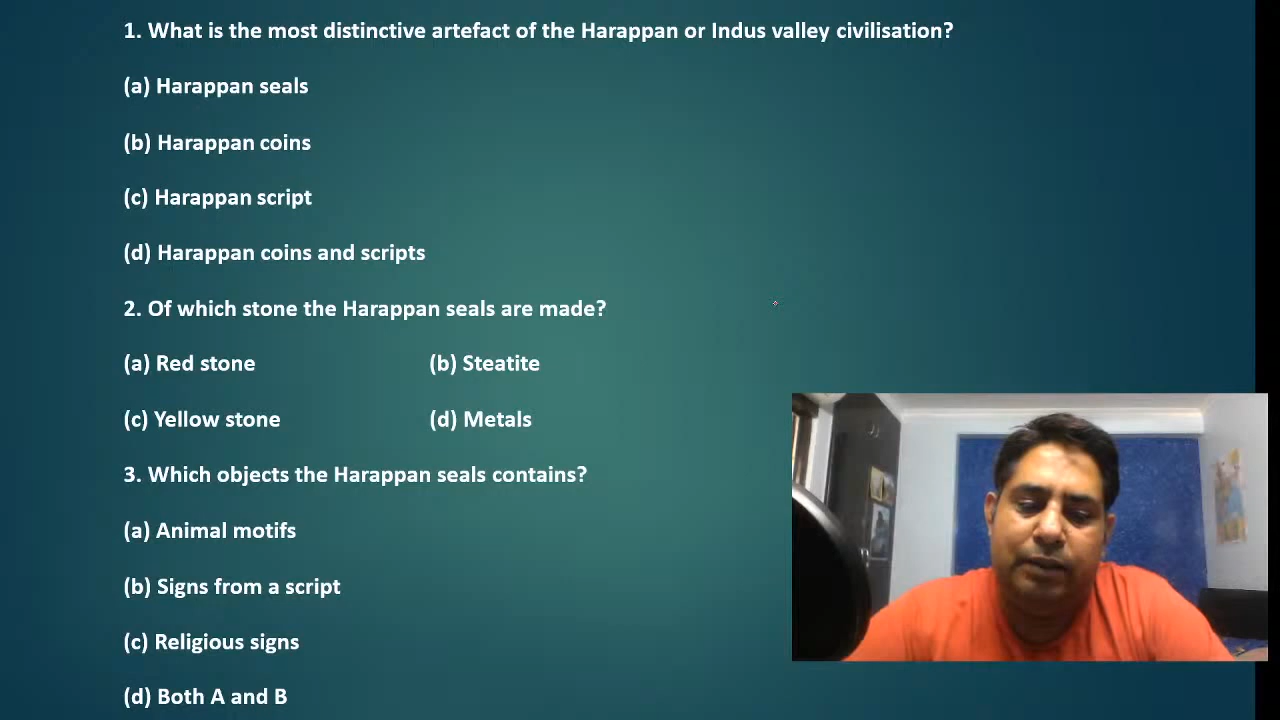 1. What is the most distinctive artefact of the Harappan or Indus valley civilisation?
(a) Harappan seals
(b) Harappan coins
(c) Harappan script
(d) Harappan coins and scripts
2. Of which stone the Harappan seals are made?
(a) Red stone (b) Steatite
(c) Yellow stone (d) Metals
3. Which objects the Harappan seals contains?
(a) Animal motifs
(b) Signs from a script
(c) Religious signs
(d) Both A and B